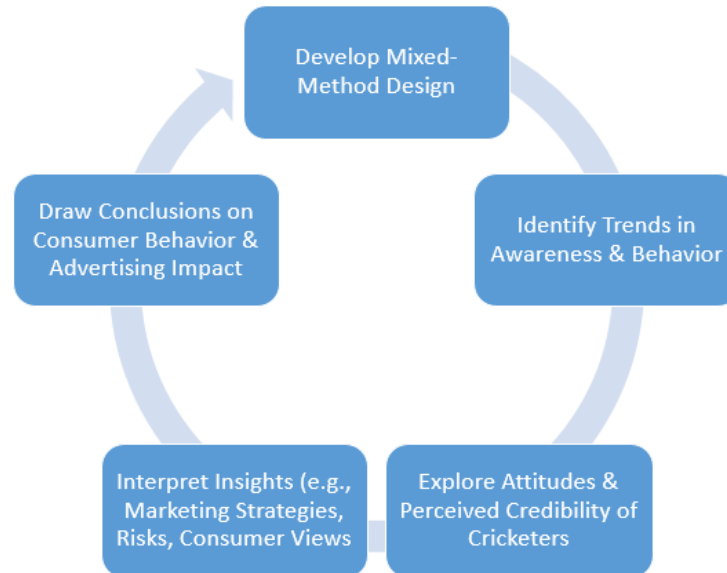 Develop Mixed-
Method Design
Identify Trends in
Awareness & Behavior
Explore Attitudes &
Perceived Credibility of
Cricketers
Interpret Insights (e.g.,
Marketing Strategies,
Risks, Consumer Views
Draw Conclusions on
Consumer Behavior &
Advertising Impact